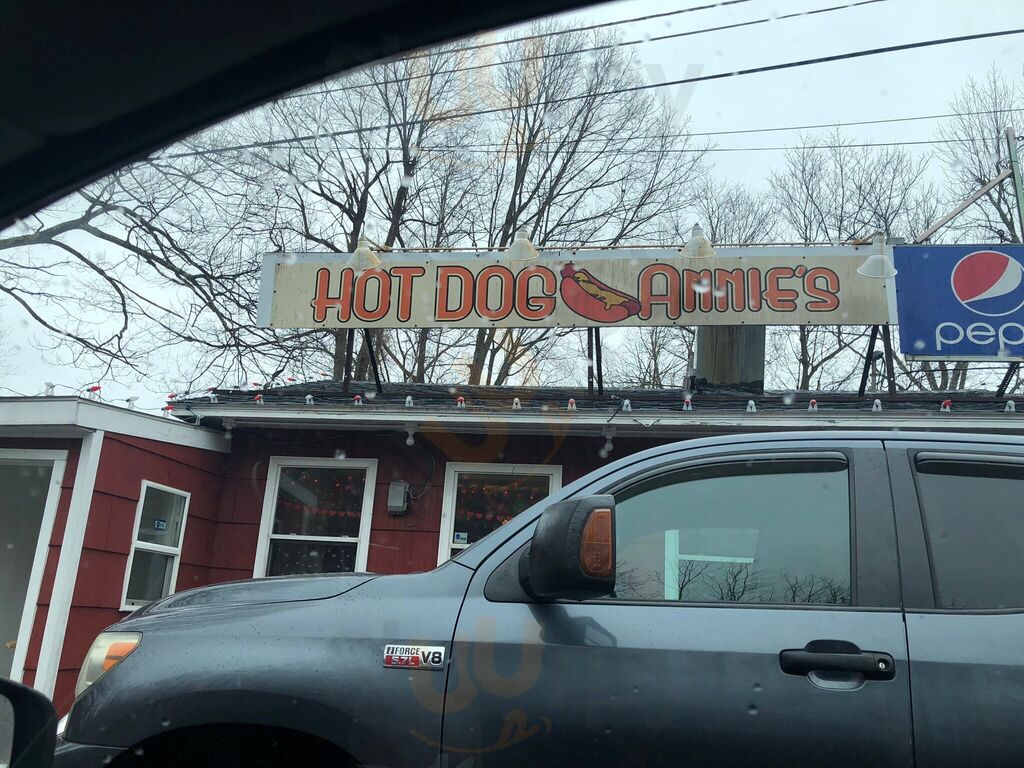 HOT DOG ANNIE'S
pep
iFORCE
5.7L V8